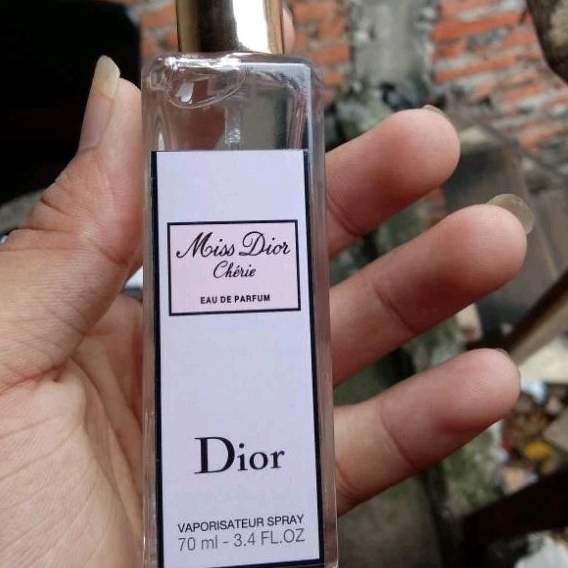 Miss Dior
Chérie
EAU DE PARFUM
Dior
VAPORISATEUR SPRAY
70 ml - 3.4 FL.OZ